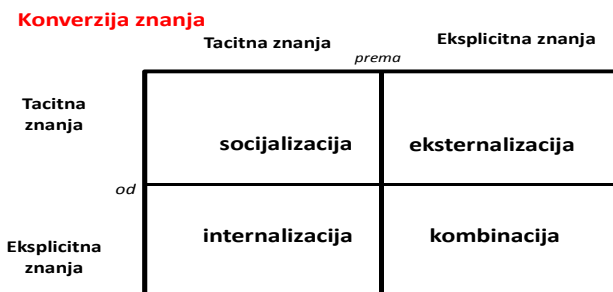 Konverzija znanja
Tacitna znanja
Eksplicitna znanja
prema
Tacitna
znanja
socijalizacija
eksternalizacija
od
Eksplicitna
znanja
internalizacija
kombinacija